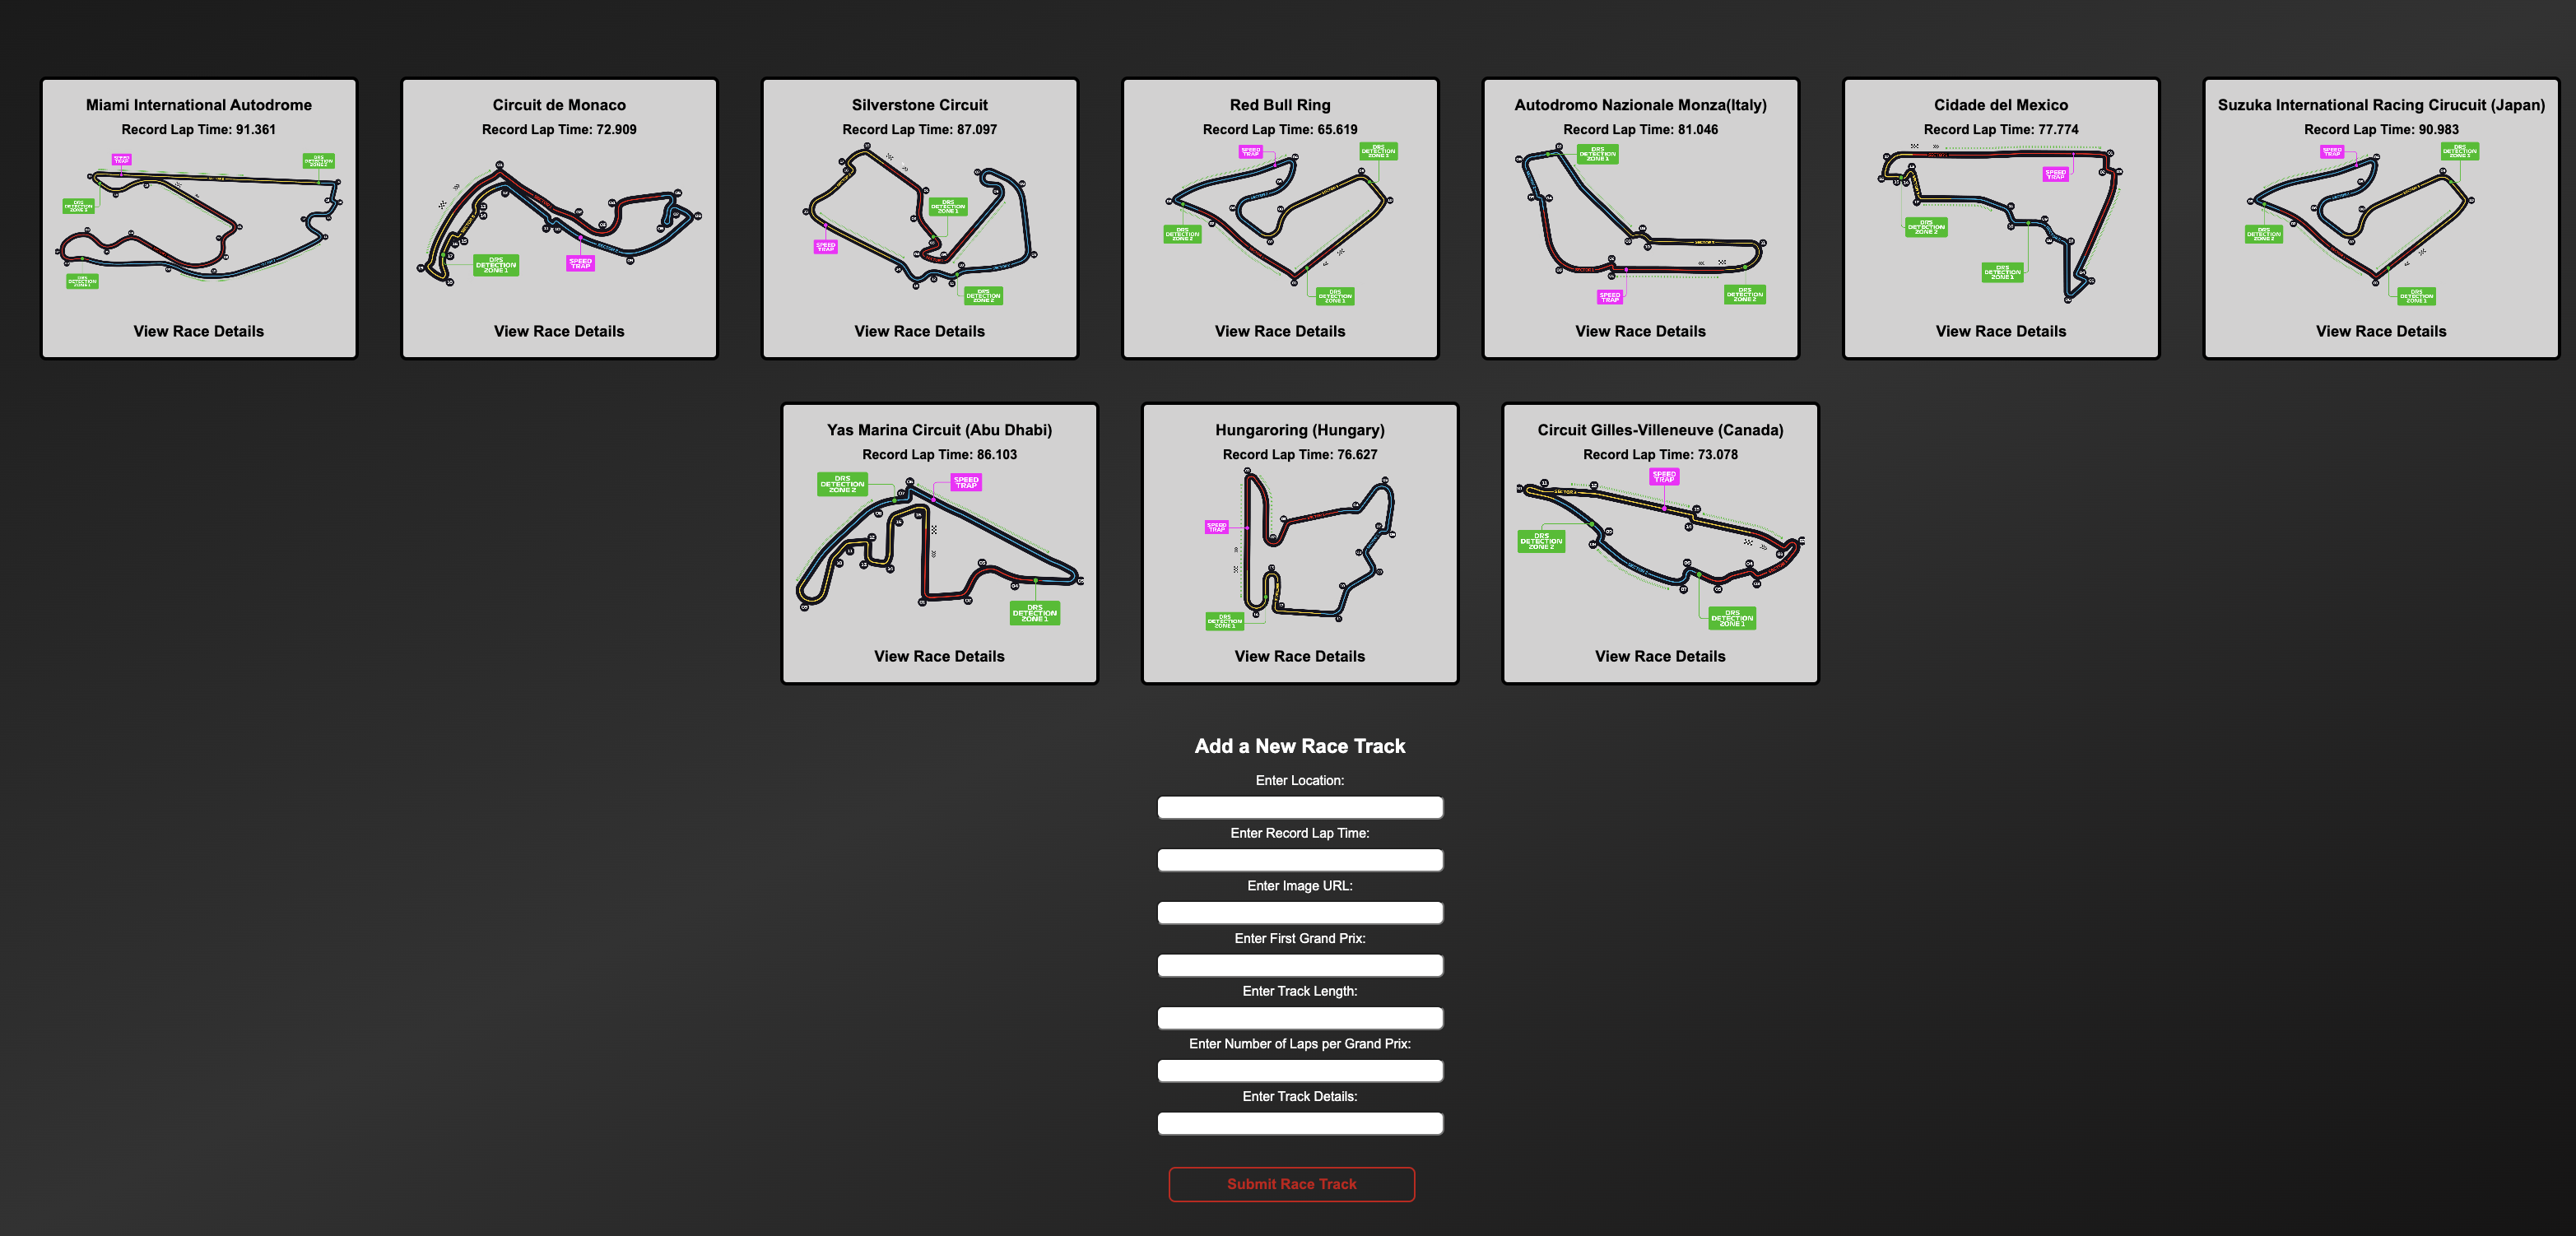 Miami International Autodrome
Record Lap Time: 91.361
SPEED TRAP
DRS DETECTION ZONE 2
DRS DETECTION ZONE 1
View Race Details
Circuit de Monaco
Record Lap Time: 72.909
DRS DETECTION ZONE 1
SPEED TRAP
View Race Details
Silverstone Circuit
Record Lap Time: 87.097
DRS DETECTION ZONE 1
SPEED TRAP
DRS DETECTION ZONE 2
View Race Details
Red Bull Ring
Record Lap Time: 65.619
SPEED TRAP
DRS DETECTION ZONE 3
DRS DETECTION ZONE 2
DRS DETECTION ZONE 1
View Race Details
Autodromo Nazionale Monza(Italy)
Record Lap Time: 81.046
DRS DETECTION ZONE 1
SPEED TRAP
DRS DETECTION ZONE 2
View Race Details
Cidade del Mexico
Record Lap Time: 77.774
SPEED TRAP
DRS DETECTION ZONE 2
DRS DETECTION ZONE 1
View Race Details
Suzuka International Racing Cirucuit (Japan)
Record Lap Time: 90.983
SPEED TRAP
DRS DETECTION ZONE 3
DRS DETECTION ZONE 2
DRS DETECTION ZONE 1
View Race Details
Yas Marina Circuit (Abu Dhabi)
Record Lap Time: 86.103
DRS DETECTION ZONE 2
SPEED TRAP
DRS DETECTION ZONE 1
View Race Details
Hungaroring (Hungary)
Record Lap Time: 76.627
SPEED TRAP
DRS DETECTION ZONE 1
View Race Details
Circuit Gilles-Villeneuve (Canada)
Record Lap Time: 73.078
SPEED TRAP
DRS DETECTION ZONE 2
DRS DETECTION ZONE 1
View Race Details
Add a New Race Track
Enter Location:
Enter Record Lap Time:
Enter Image URL:
Enter First Grand Prix:
Enter Track Length:
Enter Number of Laps per Grand Prix:
Enter Track Details:
Submit Race Track